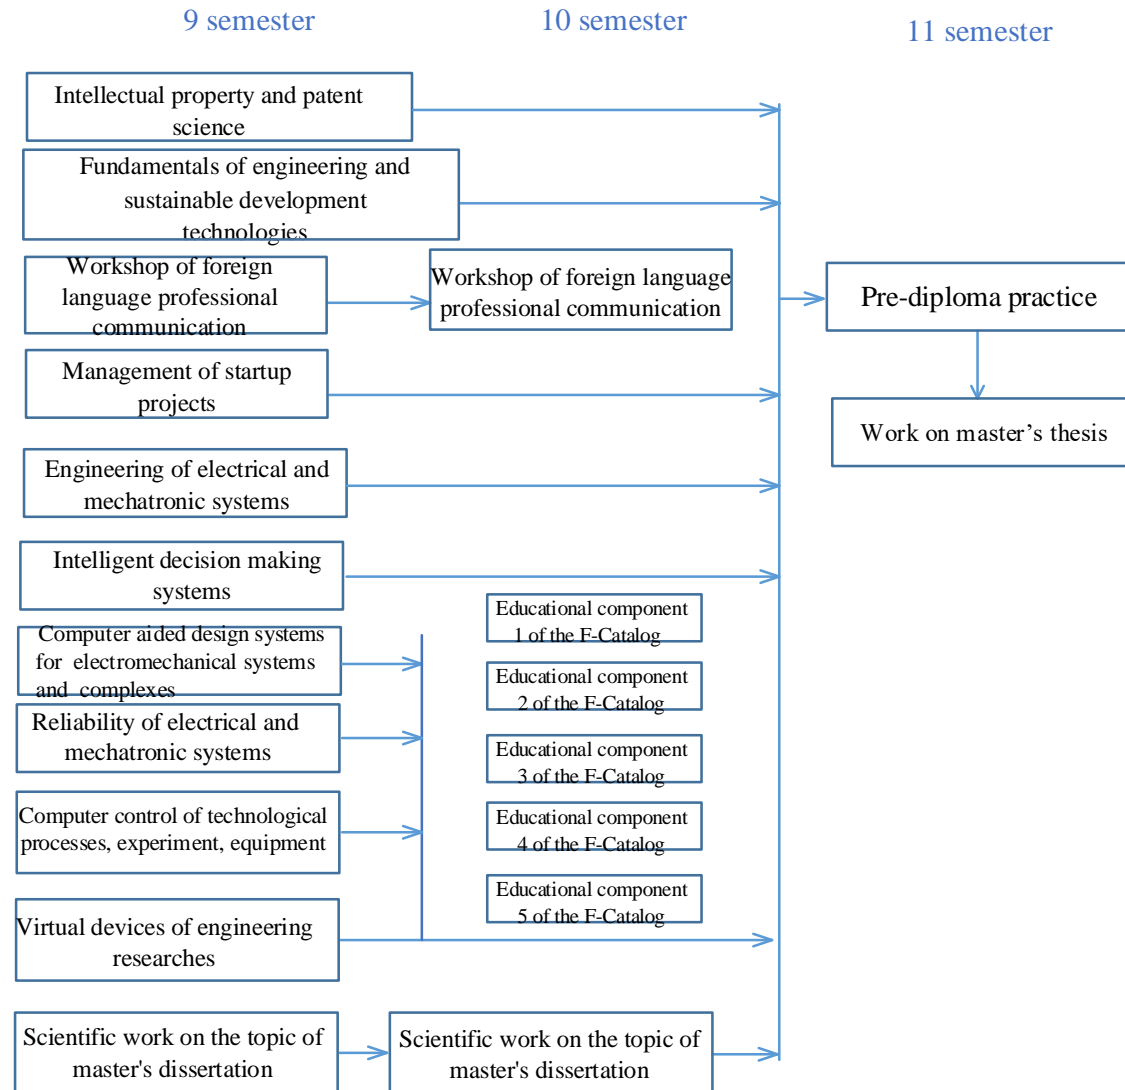 9 semester
10 semester
11 semester
Intellectual property and patent
science
Fundamentals of engineering and
sustainable development
technologies
Workshop of foreign
language professional
communication
Workshop of foreign language
professional communication
Pre-diploma practice
Management of startup
projects
Work on master’s thesis
Engineering of electrical and
mechatronic systems
Intelligent decision making
systems
Computer aided design systems
for electromechanical systems
and complexes
Educational component
1 of the F-Catalog
Educational component
2 of the F-Catalog
Reliability of electrical and
mechatronic systems
Educational component
3 of the F-Catalog
Computer control of technological
processes, experiment, equipment
Educational component
4 of the F-Catalog
Educational component
5 of the F-Catalog
Virtual devices of engineering
researches
Scientific work on the topic of
master's dissertation
Scientific work on the topic of
master's dissertation